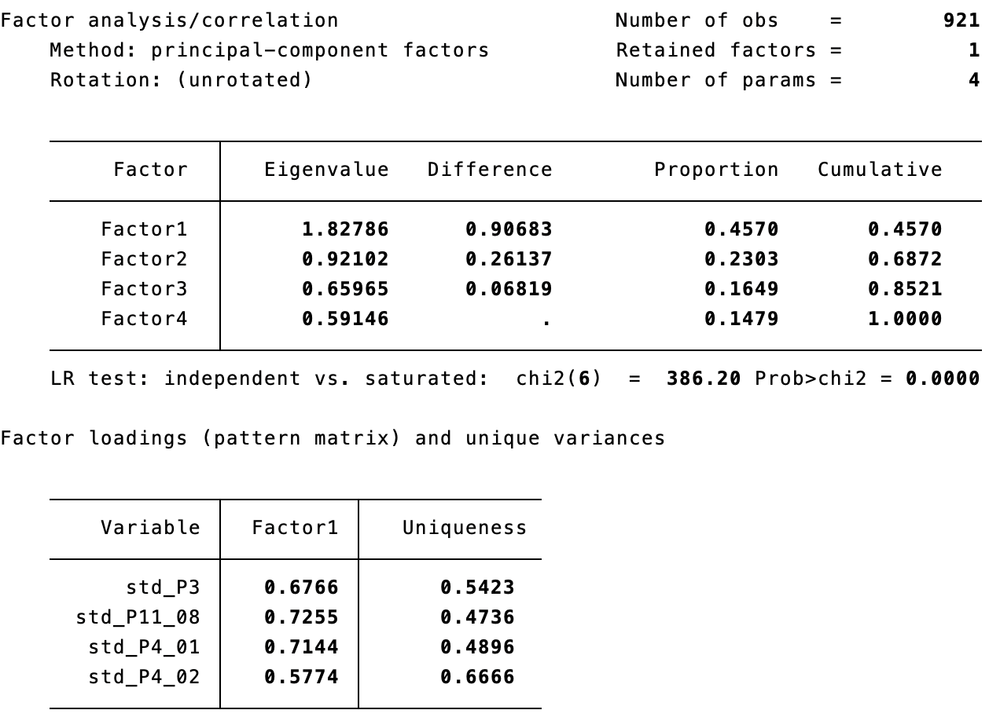 Factor analysis/correlation Number of obs = 921
Method: principal-component factors Retained factors = 1
Rotation: (unrotated) Number of params = 4
Factor Eigenvalue Difference Proportion Cumulative
Factor1 1.82786 0.90683 0.4570 0.4570
Factor2 0.92102 0.26137 0.2303 0.6872
Factor3 0.65965 0.06819 0.1649 0.8521
Factor4 0.59146 . 0.1479 1.0000
LR test: independent vs. saturated: chi2(6) = 386.20 Prob>chi2 = 0.0000
Factor loadings (pattern matrix) and unique variances
Variable Factor1 Uniqueness
std_P3 0.6766 0.5423
std_P11_08 0.7255 0.4736
std_P4_01 0.7144 0.4896
std_P4_02 0.5774 0.6666